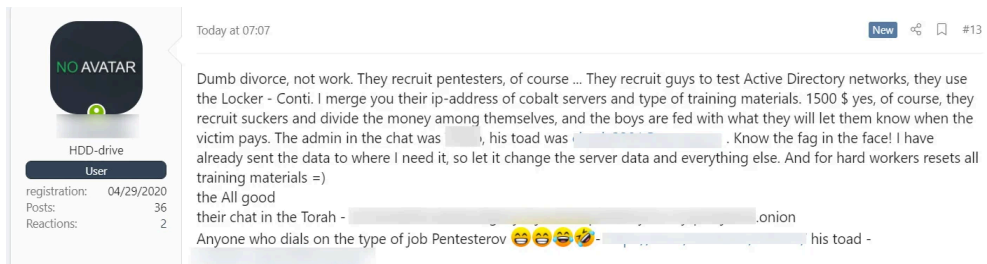 Today at 07:07
New
#13
NO AVATAR
HDD-drive
User
registration: 04/29/2020
Posts: 36
Reactions: 2
Dumb divorce, not work. They recruit pentesters, of course ... They recruit guys to test Active Directory networks, they use
the Locker - Conti. I merge you their ip-address of cobalt servers and type of training materials. 1500 $ yes, of course, they
recruit suckers and divide the money among themselves, and the boys are fed with what they will let them know when the
victim pays. The admin in the chat was , his toad was . Know the fag in the face! I have
already sent the data to where I need it, so let it change the server data and everything else. And for hard workers resets all
training materials =)
the All good
their chat in the Torah - .onion
Anyone who dials on the type of job Pentesterov 😁😁😂🤣- his toad -